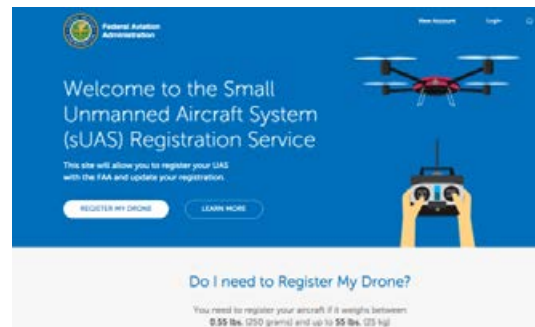 Federal Aviation
Administration
New Account Login
Welcome to the Small
Unmanned Aircraft System
(sUAS) Registration Service
This site will allow you to register your UAS
with the FAA and update your registration.
REGISTER MY DRONE LEARN MORE
Do I need to Register My Drone?
You need to register your aircraft if it weighs between
0.55 lbs. (250 grams) and up to 55 lbs. (25 kg)